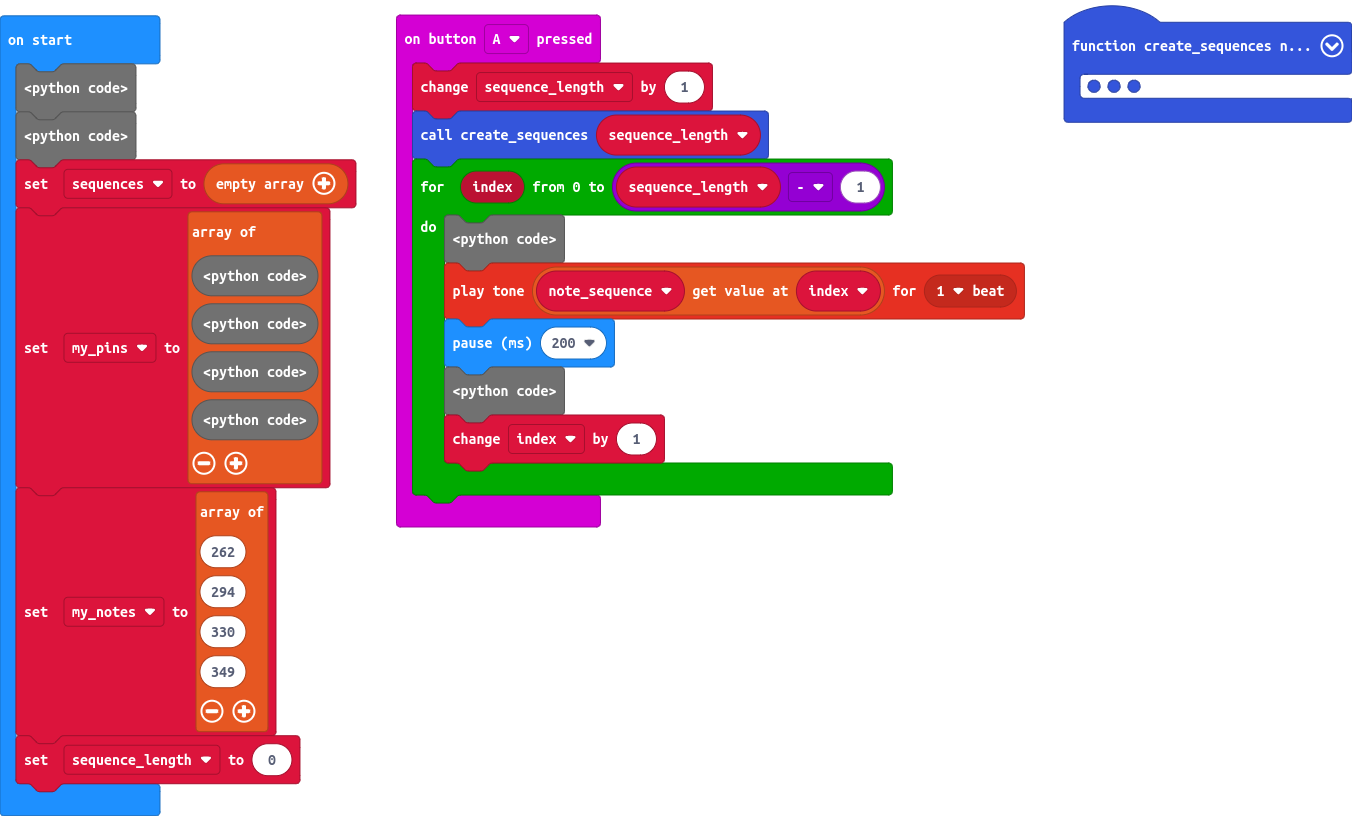 on start
<python code>
<python code>
set sequences to empty array
set my_pins to array of
<python code>
<python code>
<python code>
<python code>
set my_notes to array of
262
294
330
349
set sequence_length to 0
on button A pressed
change sequence_length by 1
call create_sequences sequence_length
for index from 0 to sequence_length - 1
do
<python code>
play tone note_sequence get value at index for 1 beat
pause (ms) 200
<python code>
change index by 1
function create_sequences n...